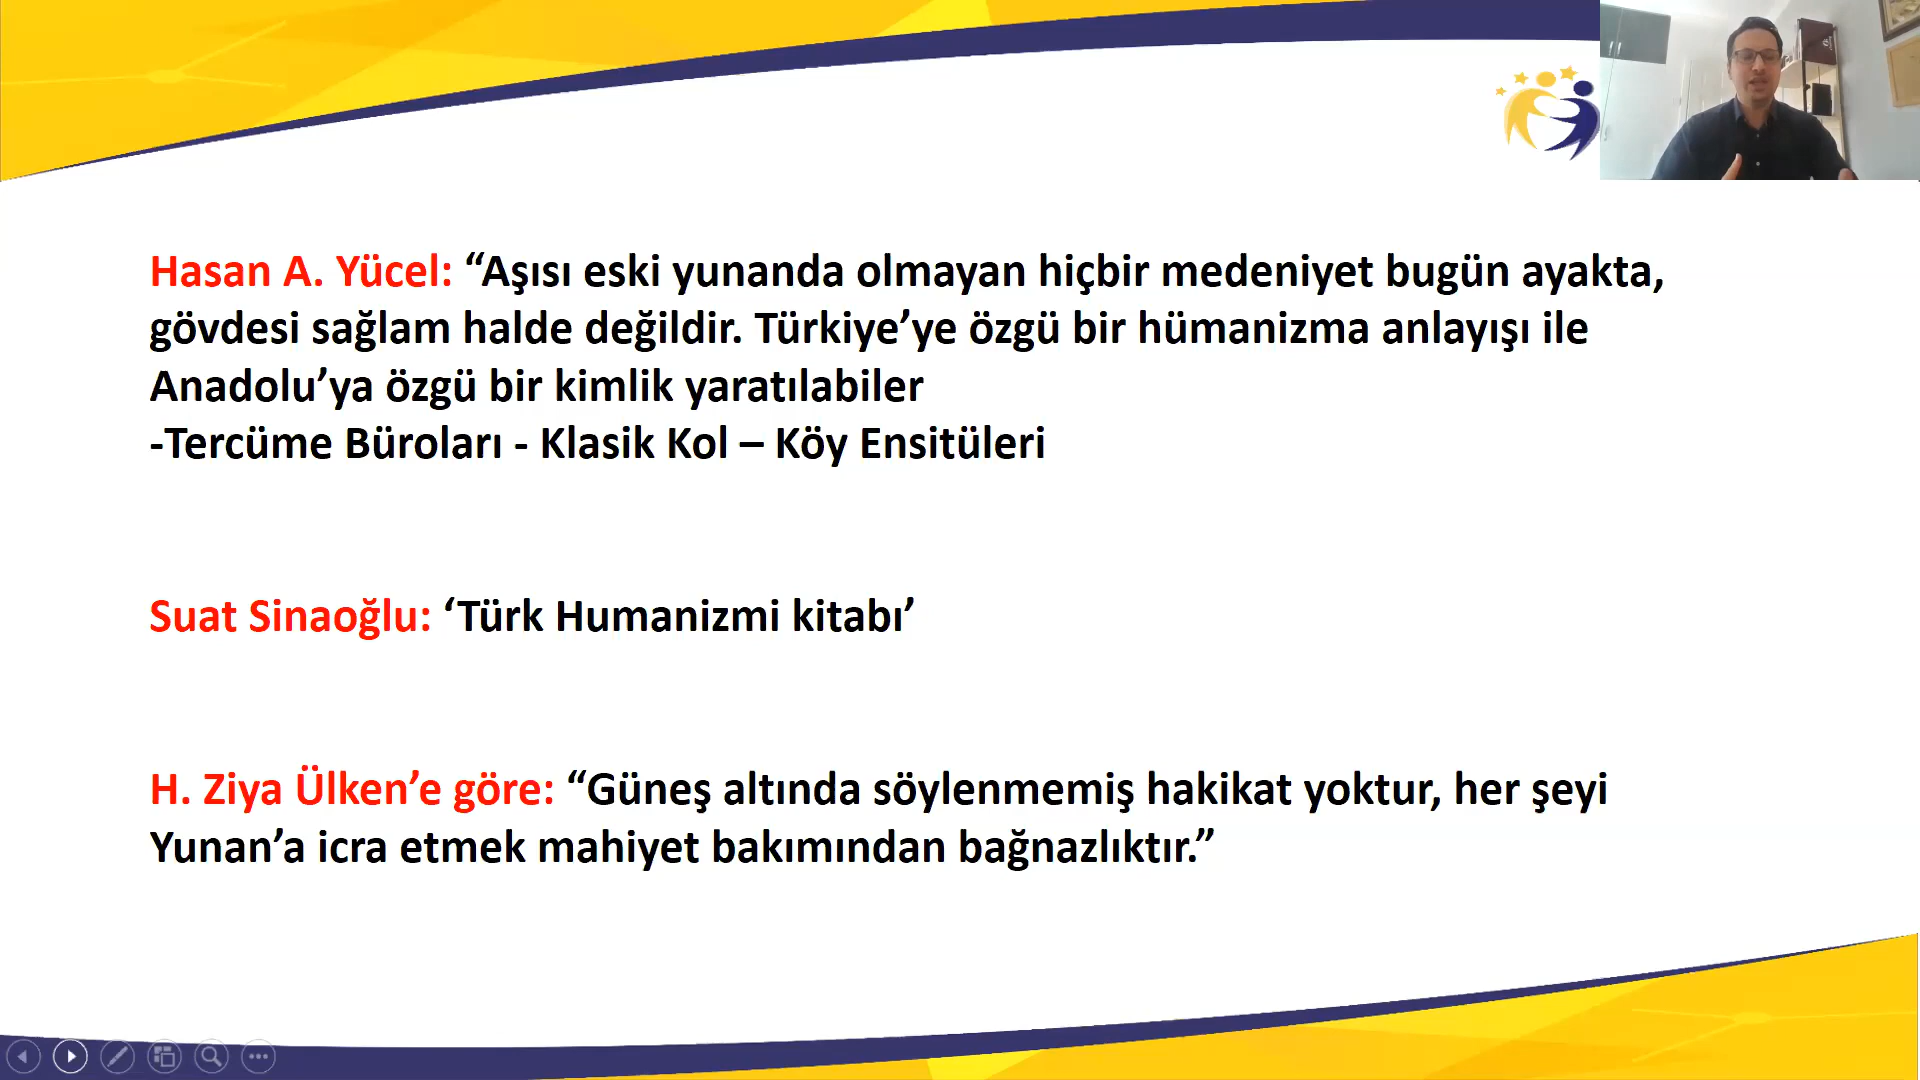 Hasan A. Yücel: “Aşısı eski yunanda olmayan hiçbir medeniyet bugün ayakta,
gövdesi sağlam halde değildir. Türkiye’ye özgü bir hümanizma anlayışı ile
Anadolu’ya özgü bir kimlik yaratılabiler
-Tercüme Büroları - Klasik Kol – Köy Ensitüleri
Suat Sinaoğlu: ‘Türk Humanizmi kitabı’
H. Ziya Ülken’e göre: “Güneş altında söylenmemiş hakikat yoktur, her şeyi
Yunan’a icra etmek mahiyet bakımından bağnazlıktır.”